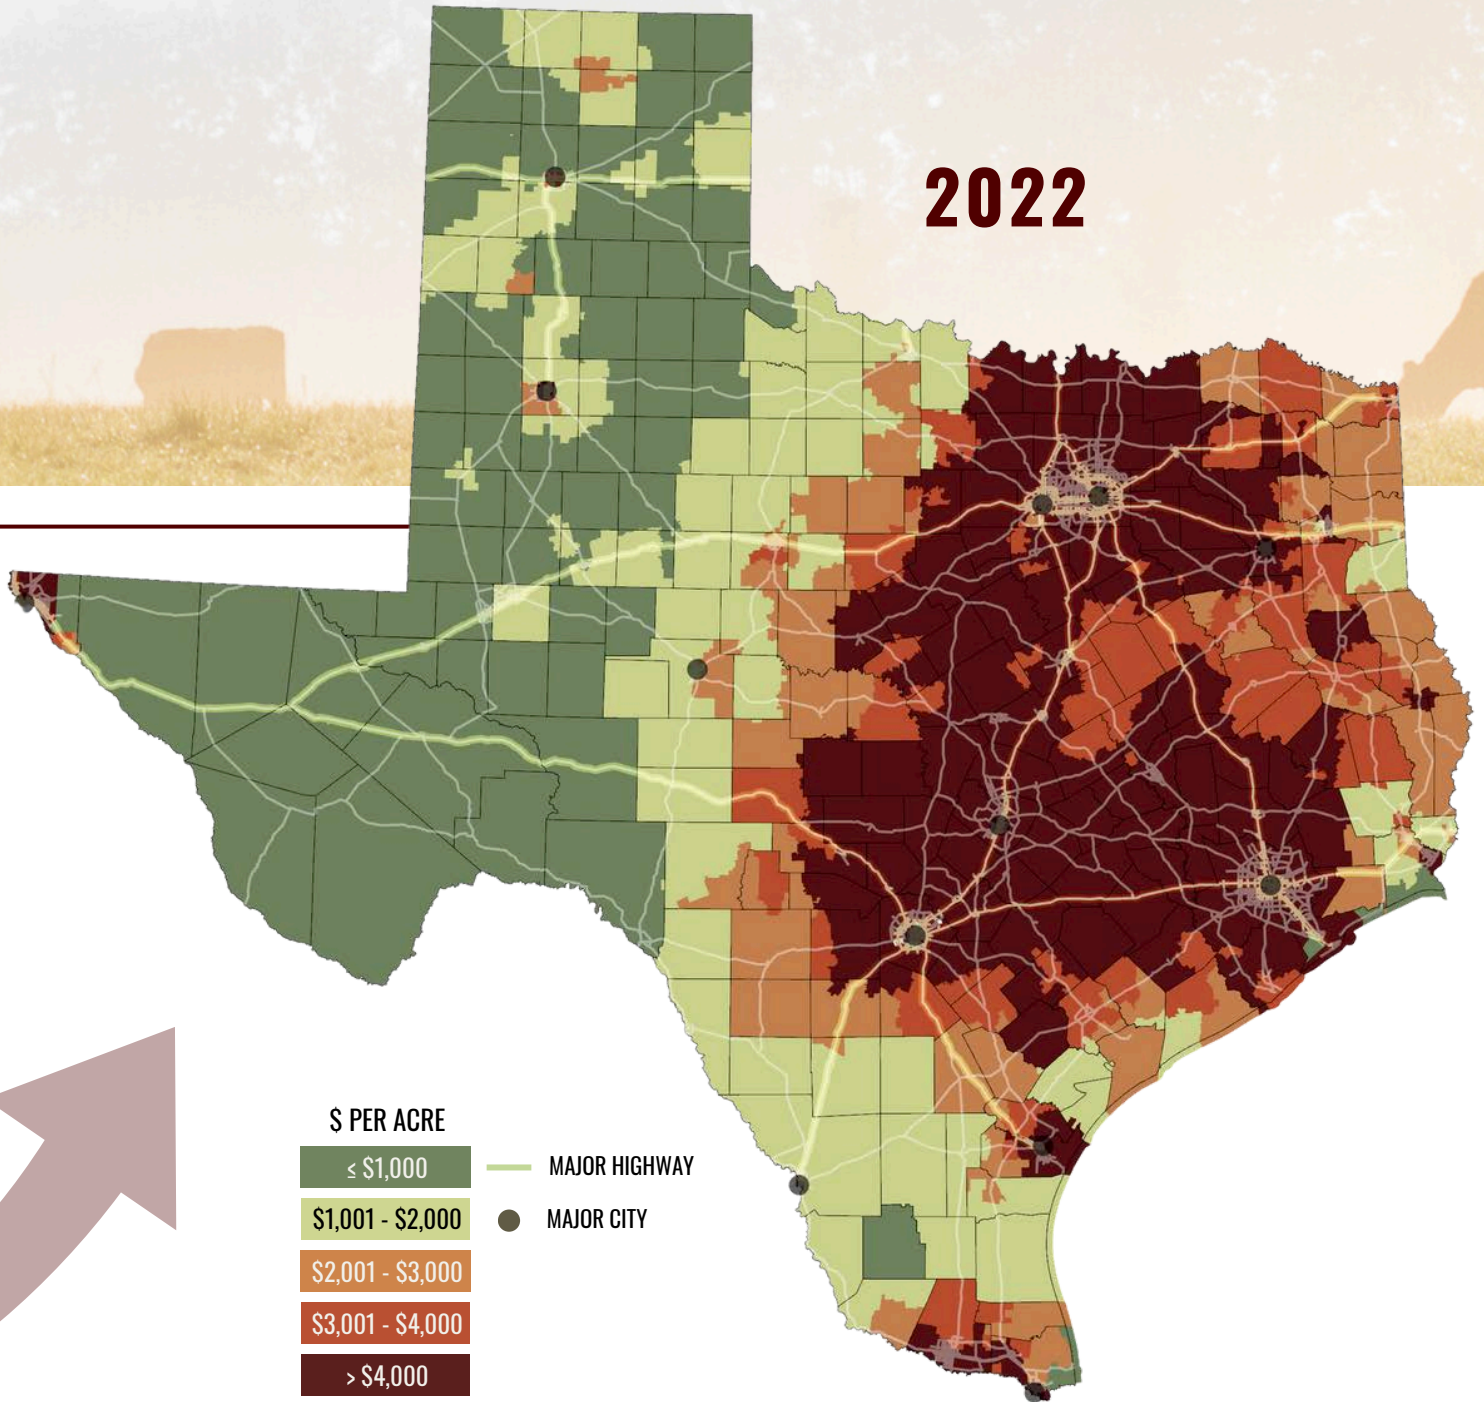 2022
$ PER ACRE
≤ $1,000
$1,001 - $2,000
$2,001 - $3,000
$3,001 - $4,000
> $4,000
MAJOR HIGHWAY
MAJOR CITY